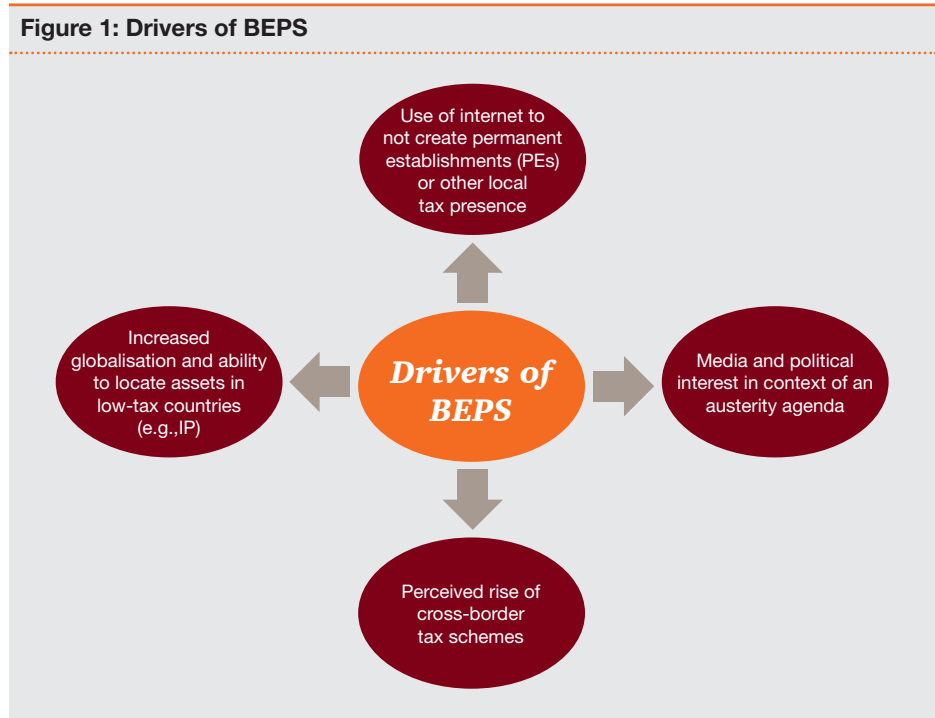 Figure 1: Drivers of BEPS
Use of internet to
not create permanent
establishments (PEs)
or other local
tax presence
Increased
globalisation and ability
to locate assets in
low-tax countries
(e.g.,IP)
Drivers of
BEPS
Media and political
interest in context of an
austerity agenda
Perceived rise of
cross-border
tax schemes